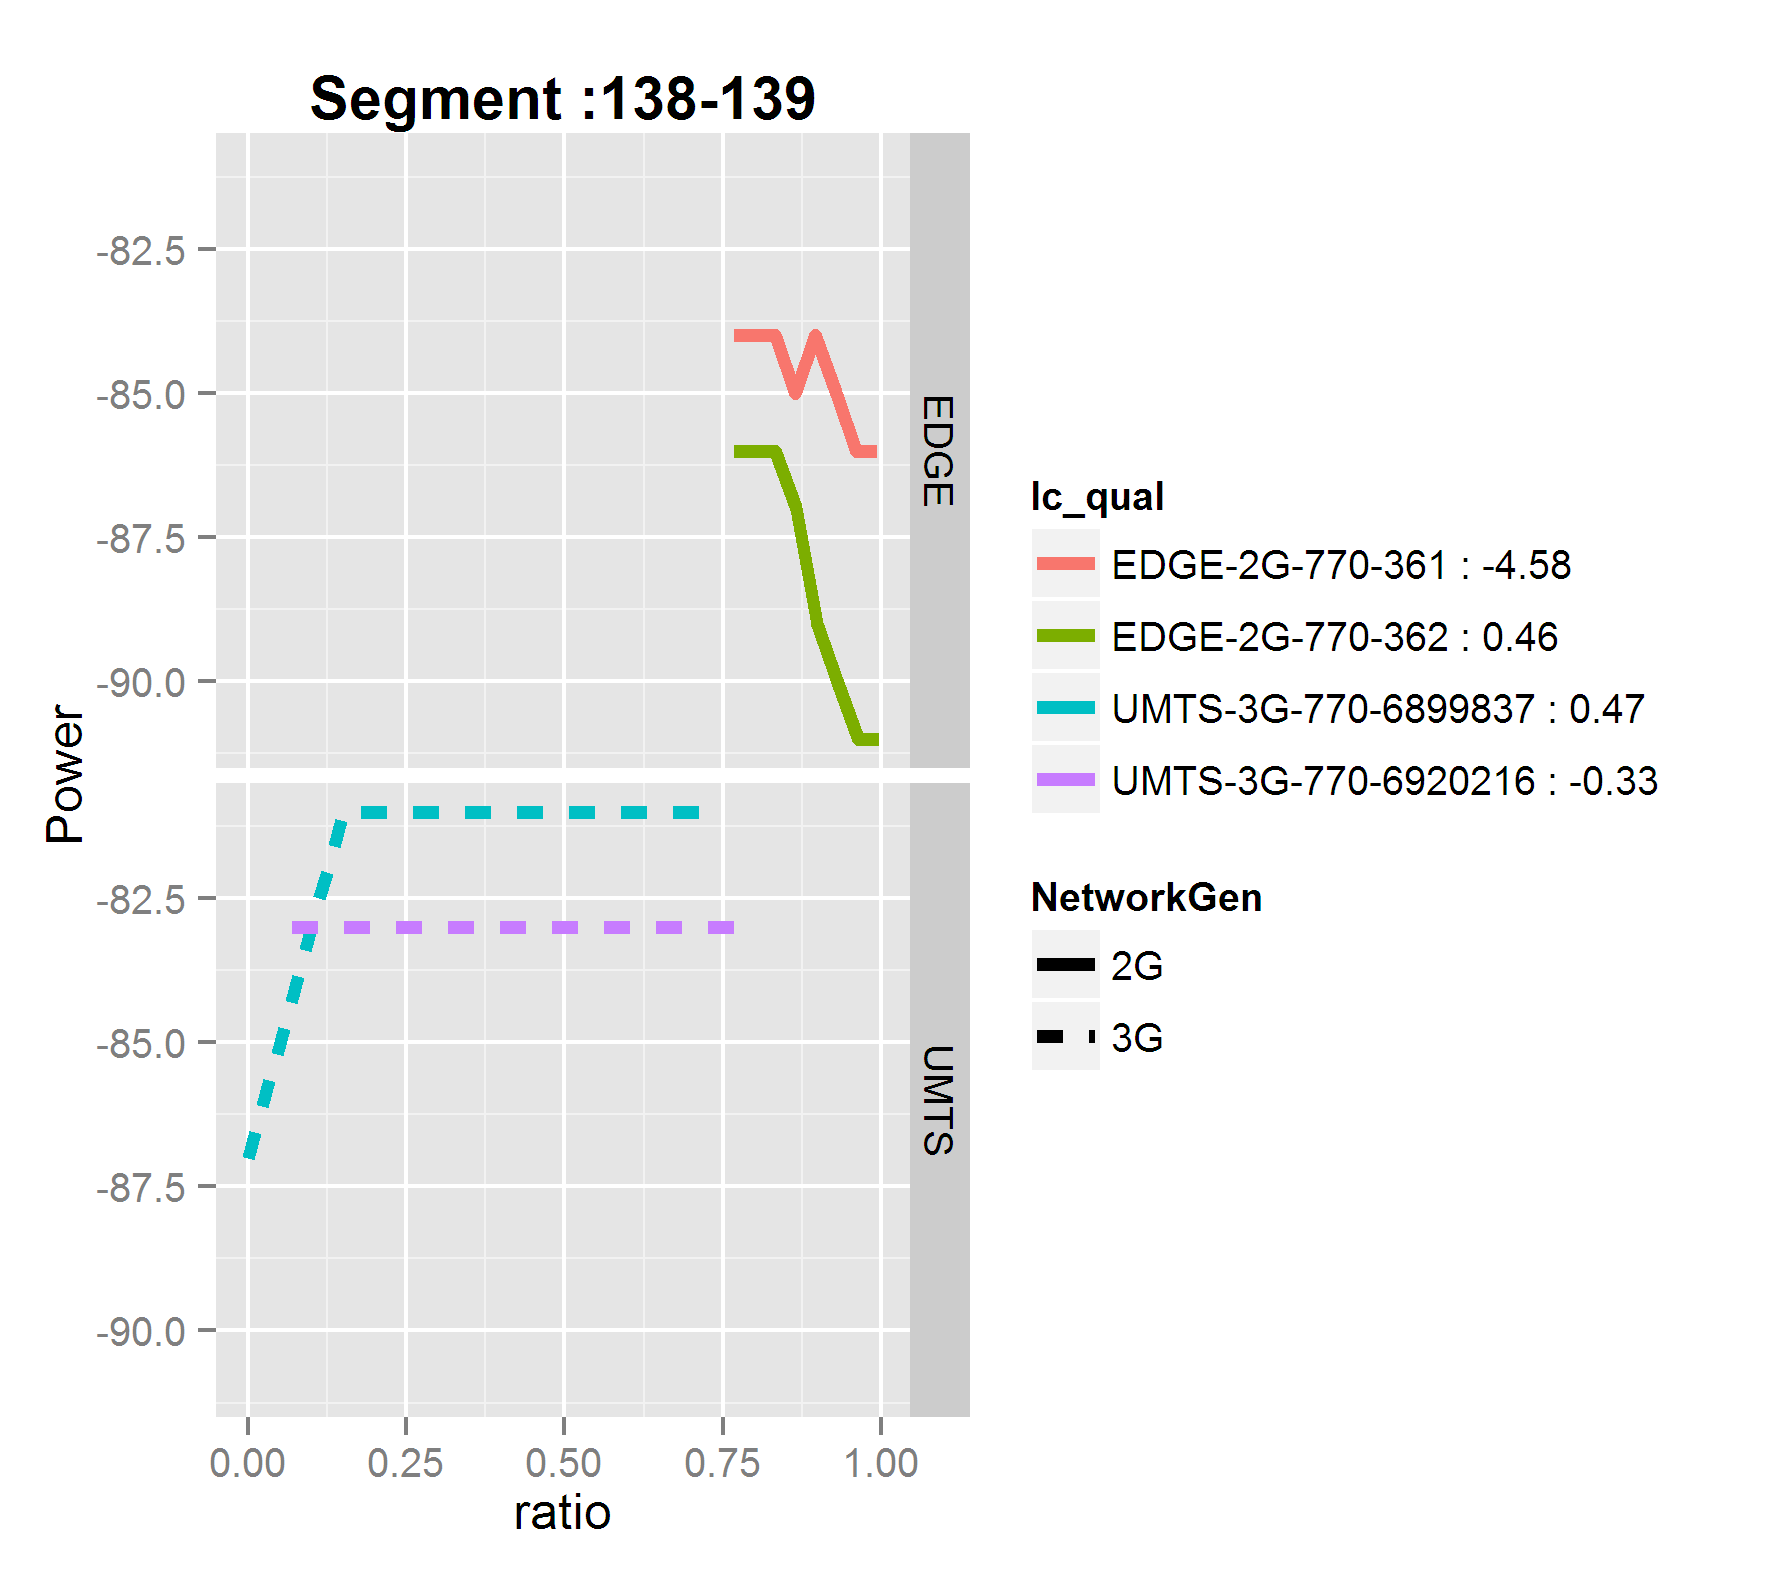 Segment :138-139
Power
-82.5
-85.0
-87.5
-90.0
EDGE
-82.5
-85.0
-87.5
-90.0
UMTS
0.00 0.25 0.50 0.75 1.00
ratio
lc_qual
EDGE-2G-770-361 : -4.58
EDGE-2G-770-362 : 0.46
UMTS-3G-770-6899837 : 0.47
UMTS-3G-770-6920216 : -0.33
NetworkGen
2G
3G